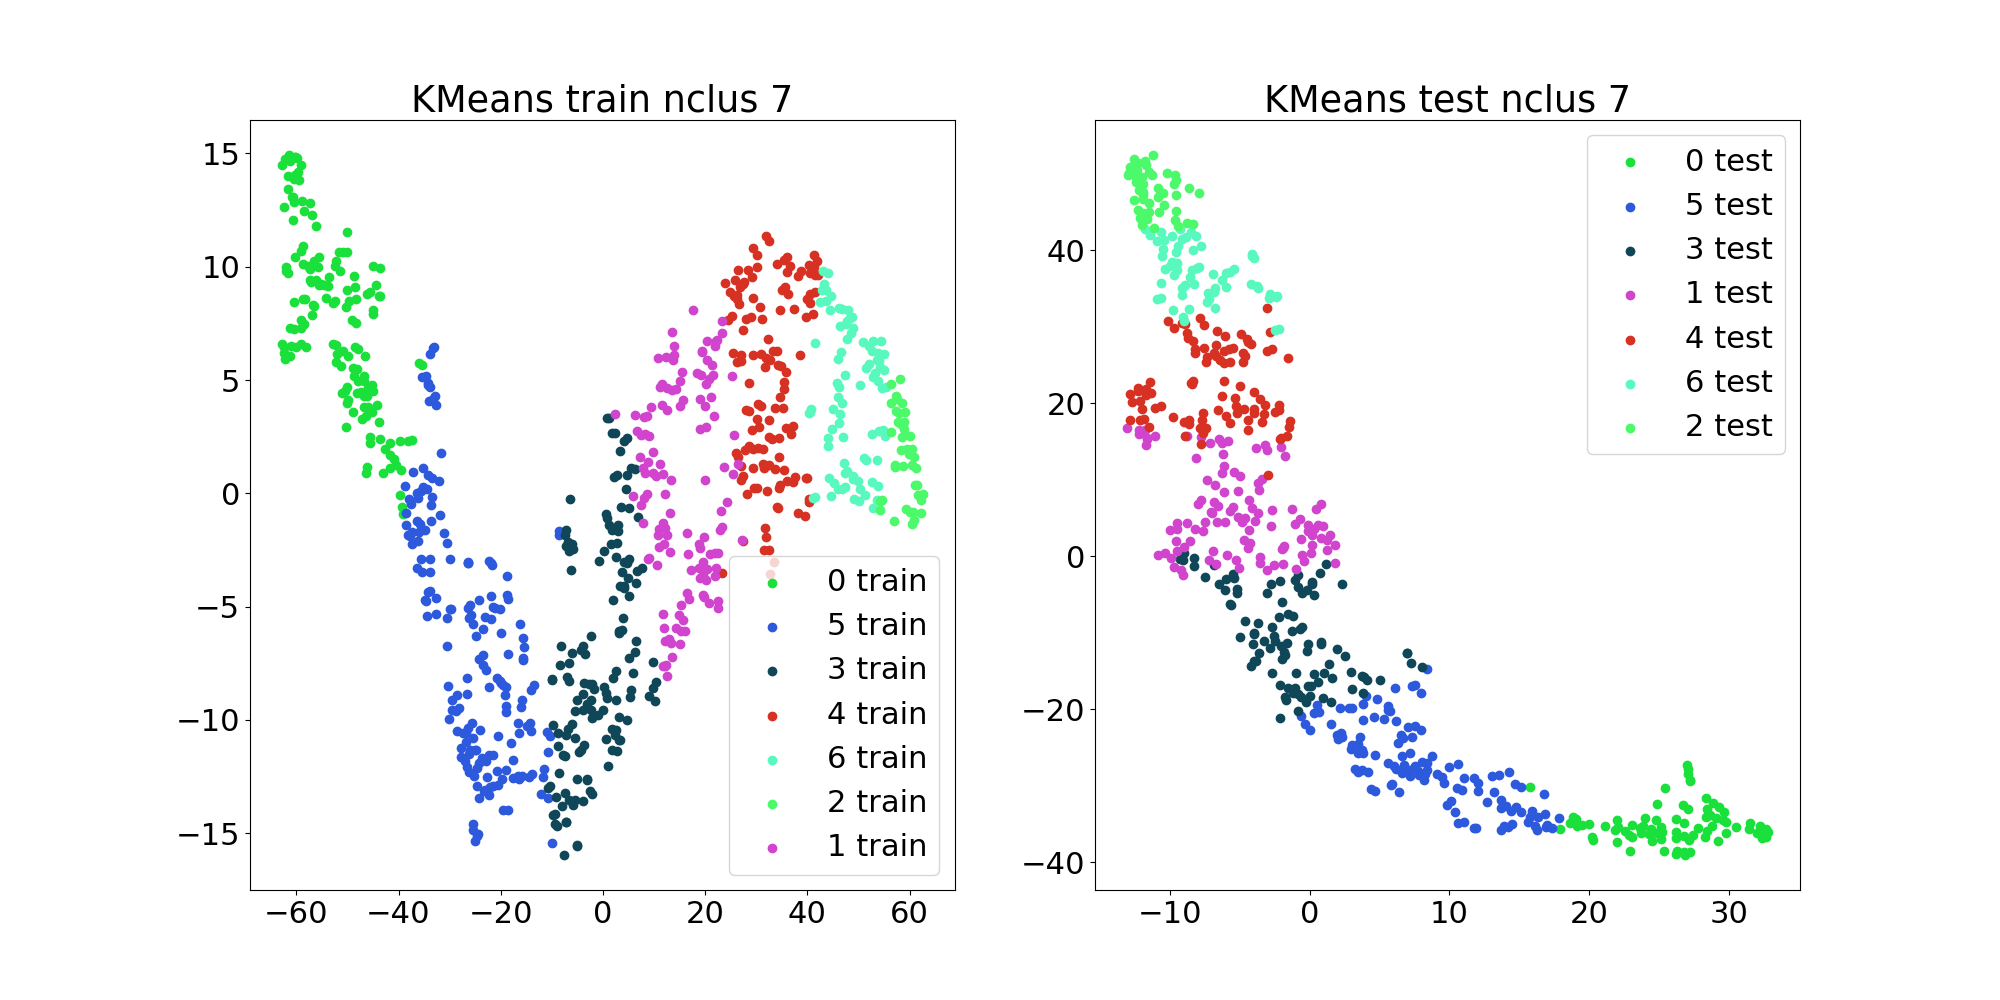 KMeans train nclus 7
15
10
5
0
−5
−10
−15
−60
−40
−20
0
20
40
60
0 train
5 train
3 train
4 train
6 train
2 train
1 train
KMeans test nclus 7
40
20
0
−20
−40
−10
0
10
20
30
0 test
5 test
3 test
1 test
4 test
6 test
2 test